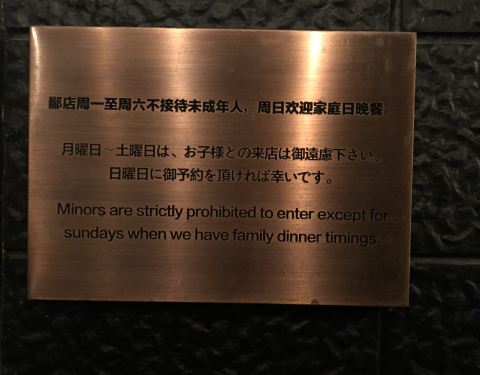 鄙店周一至周六不接待未成年人，周日欢迎家庭日晚餐。
月曜日～土曜日は、お子様との来店は御遠慮下さい。
日曜日に御予約を頂ければ幸いです。
Minors are strictly prohibited to enter except for
sundays when we have family dinner timings.